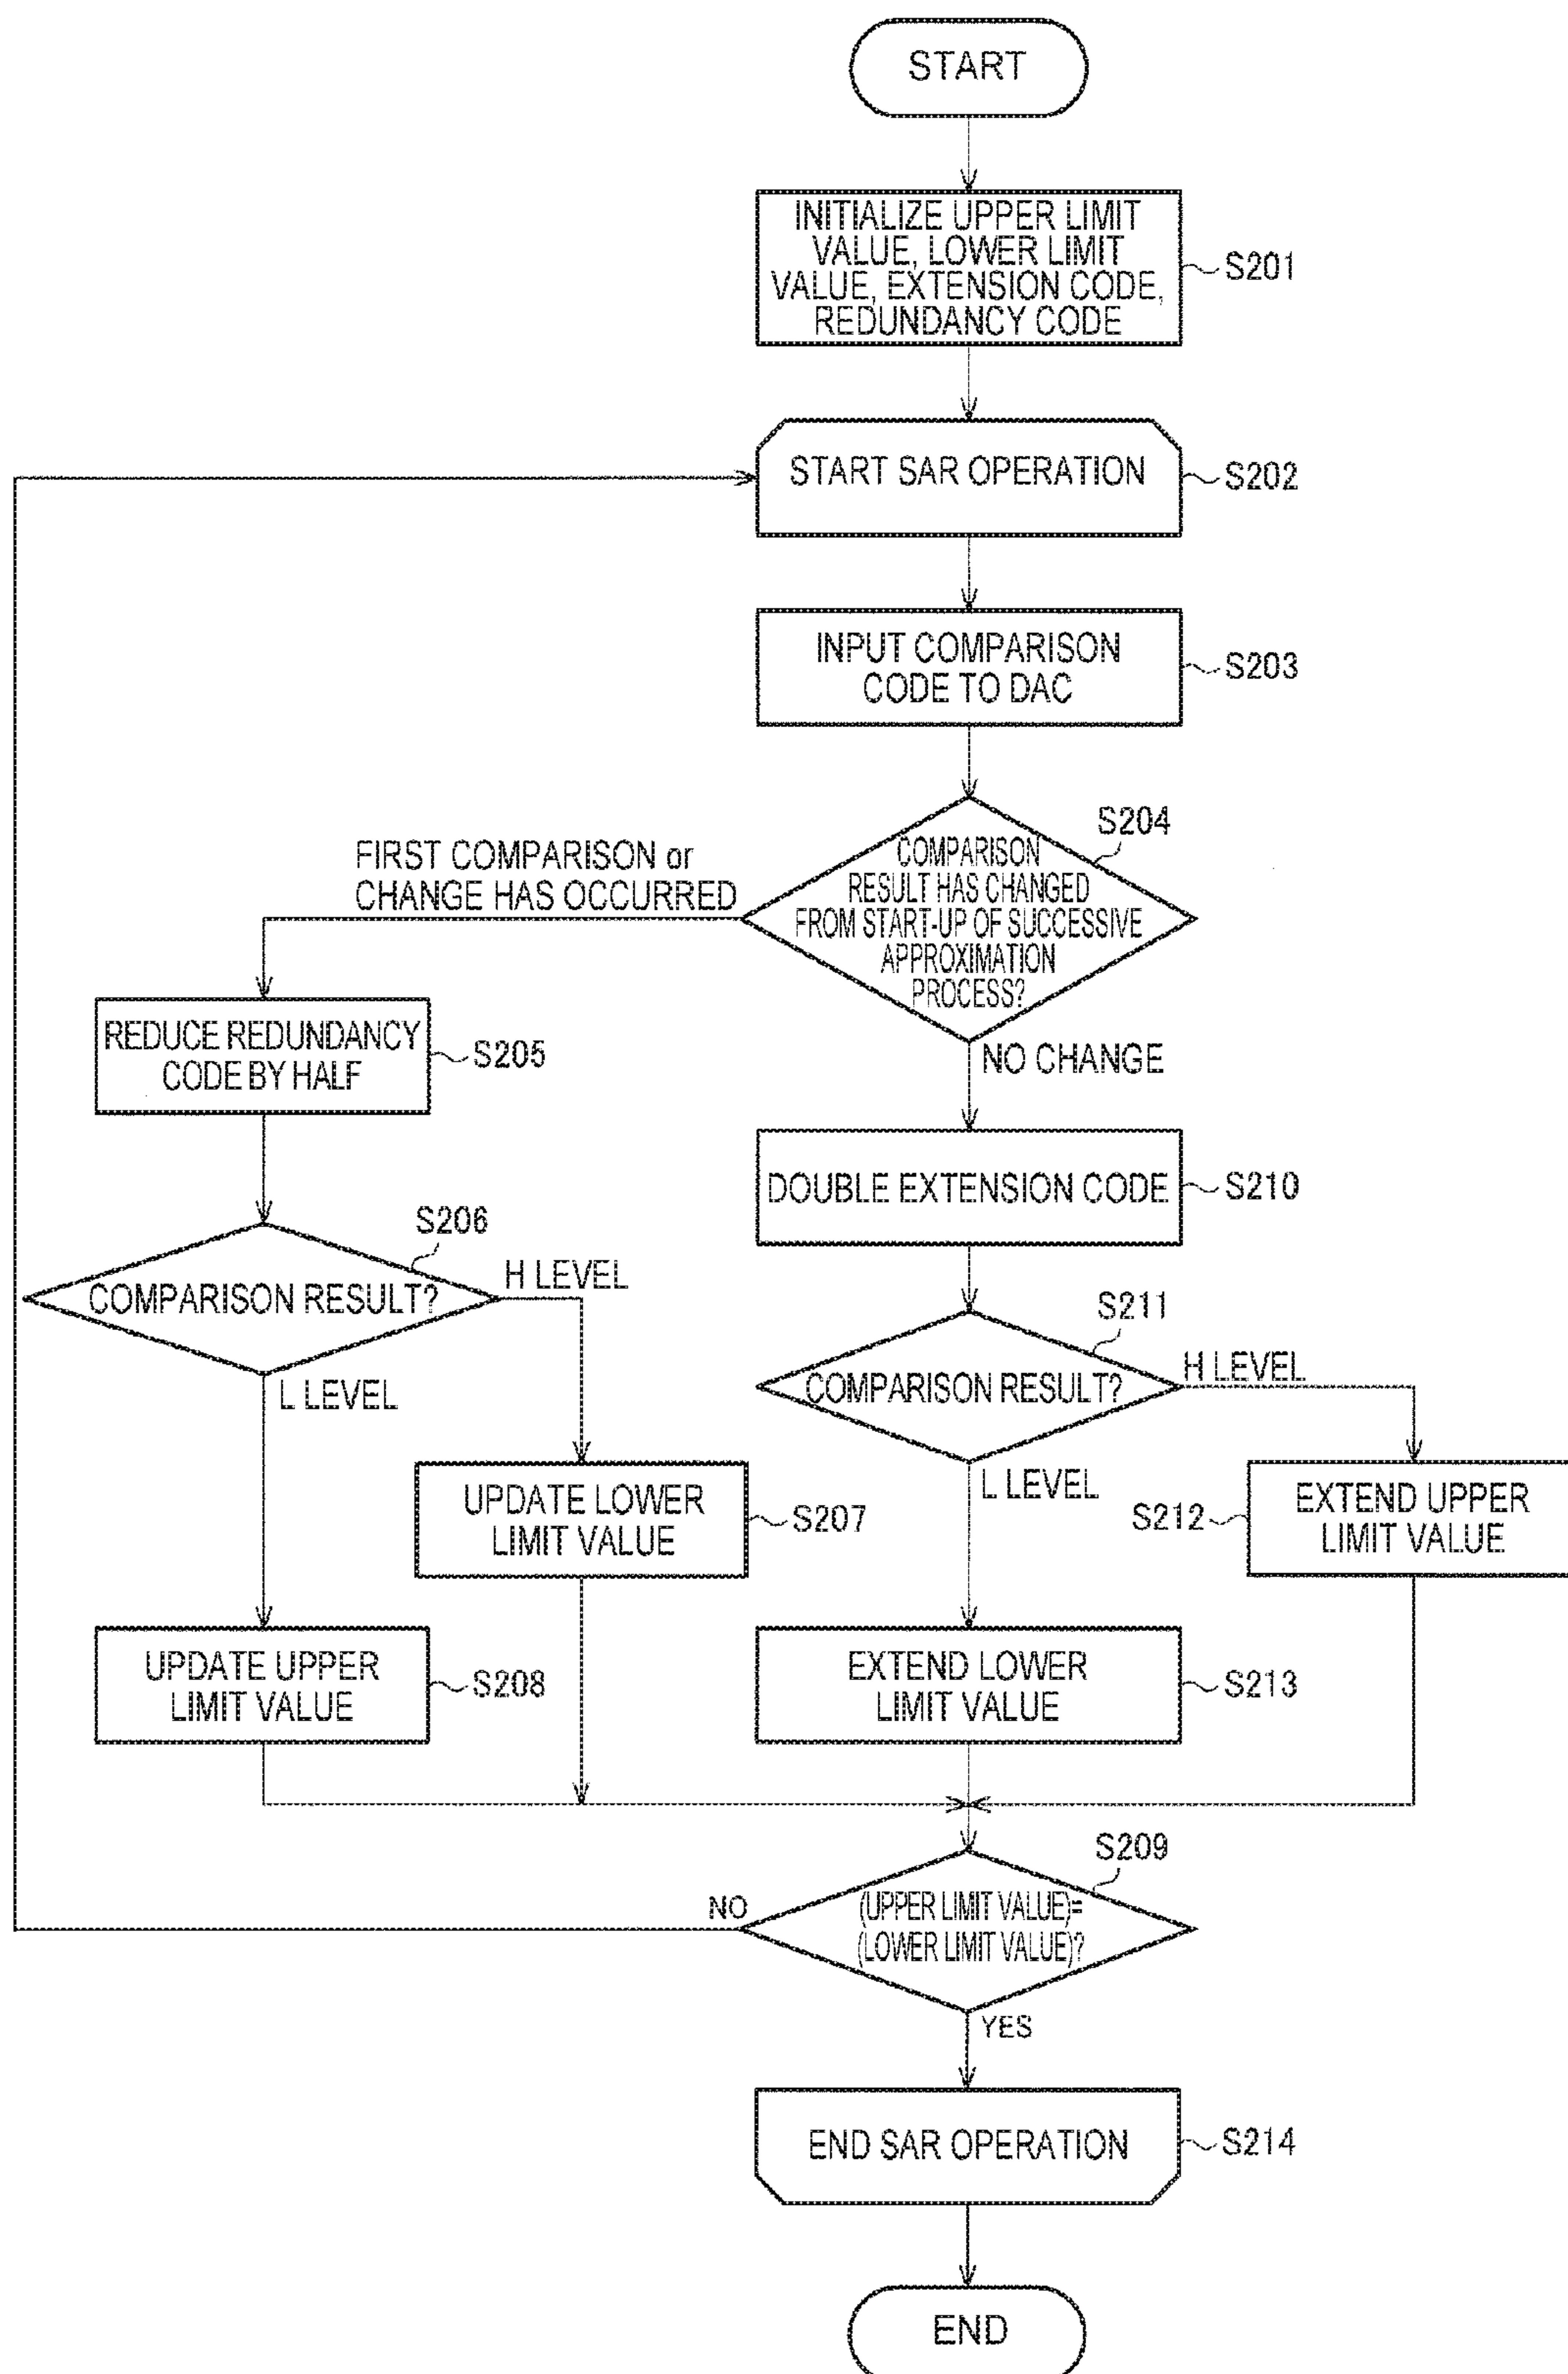 START
INITIALIZE UPPER LIMIT
VALUE, LOWER LIMIT
VALUE, EXTENSION CODE,
REDUNDANCY CODE
S201
START SAR OPERATION
S202
INPUT COMPARISON
CODE TO DAC
S203
S204
COMPARISON
RESULT HAS CHANGED
FROM START-UP OF SUCCESSIVE
APPROXIMATION
PROCESS?
FIRST COMPARISON or
CHANGE HAS OCCURRED
NO CHANGE
REDUCE REDUNDANCY
CODE BY HALF
S205
DOUBLE EXTENSION CODE
S210
S206
COMPARISON RESULT?
H LEVEL
L LEVEL
S211
COMPARISON RESULT?
H LEVEL
L LEVEL
UPDATE LOWER
LIMIT VALUE
S207
S212
EXTEND UPPER
LIMIT VALUE
UPDATE UPPER
LIMIT VALUE
S208
EXTEND LOWER
LIMIT VALUE
S213
S209
(UPPER LIMIT VALUE)=
(LOWER LIMIT VALUE)?
NO
YES
END SAR OPERATION
S214
END